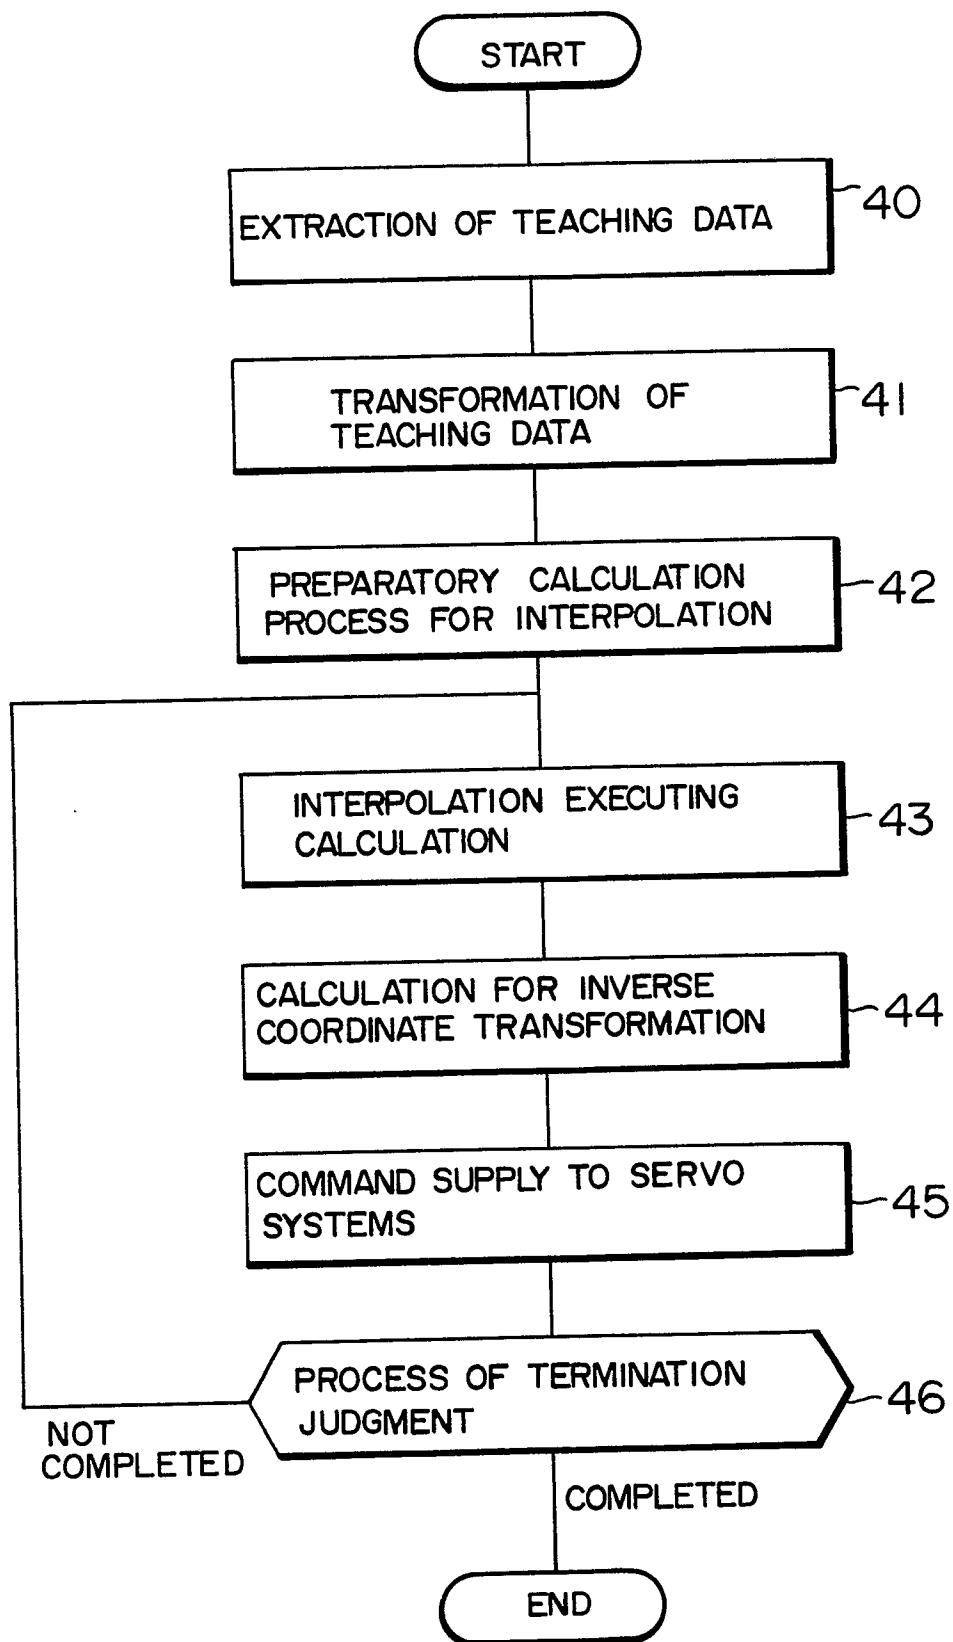 START
EXTRACTION OF TEACHING DATA
40
TRANSFORMATION OF
TEACHING DATA
41
PREPARATORY CALCULATION
PROCESS FOR INTERPOLATION
42
INTERPOLATION EXECUTING
CALCULATION
43
CALCULATION FOR INVERSE
COORDINATE TRANSFORMATION
44
COMMAND SUPPLY TO SERVO
SYSTEMS
45
PROCESS OF TERMINATION
JUDGMENT
46
NOT
COMPLETED
COMPLETED
END